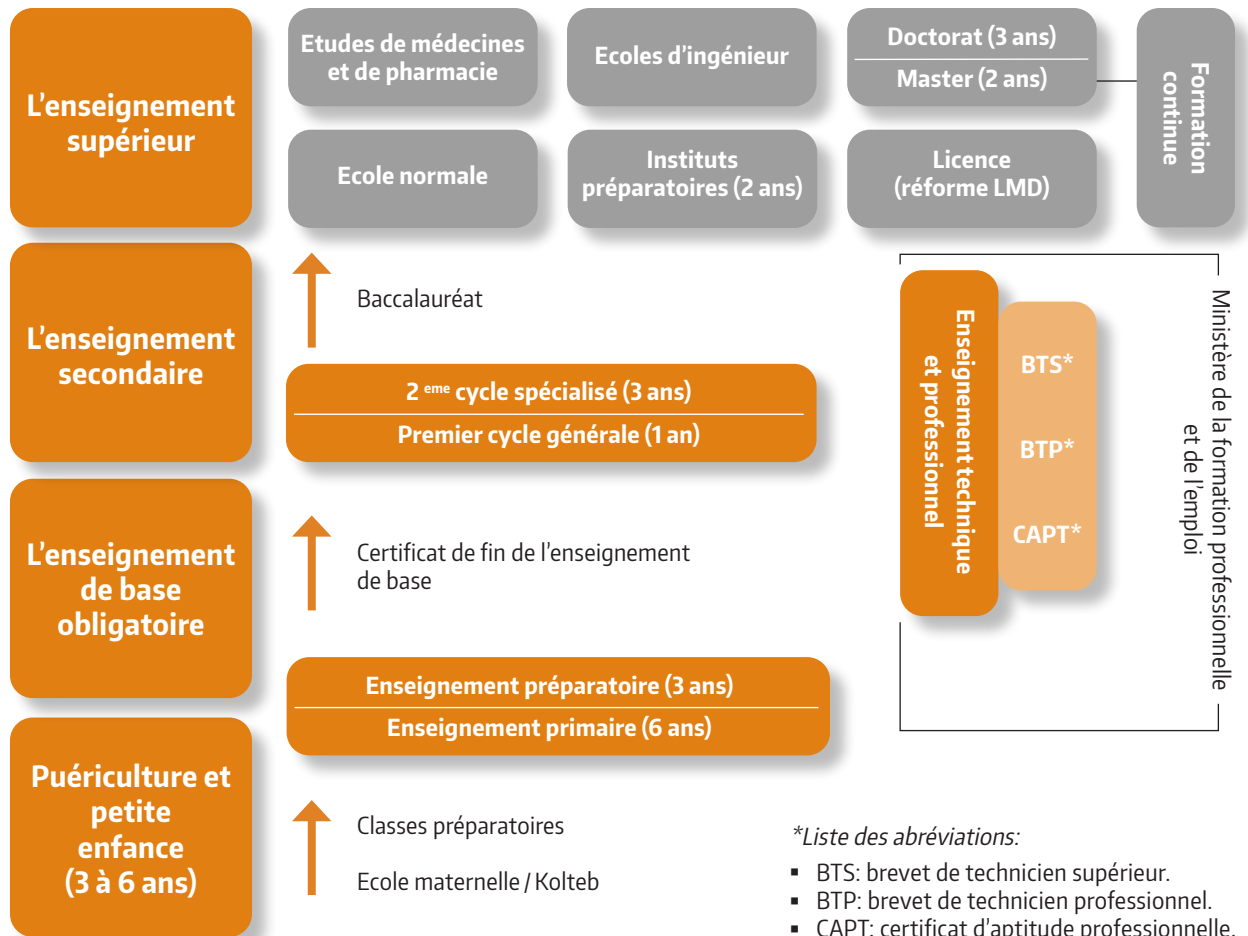 L'enseignement
supérieur
Etudes de médecines
et de pharmacie
Ecoles d'ingénieur
Doctorat (3 ans)
Master (2 ans)
Formation
continue
Ecole normale
Instituts
préparatoires (2 ans)
Licence
(réforme LMD)
L'enseignement
secondaire
Baccalauréat
2 eme cycle spécialisé (3 ans)
Premier cycle générale (1 an)
Enseignement technique
et professionnel
BTS*
BTP*
CAPT*
Ministère de la formation professionnelle
et de l'emploi
L'enseignement
de base
obligatoire
Certificat de fin de l'enseignement
de base
Enseignement préparatoire (3 ans)
Enseignement primaire (6 ans)
Puériculture et
petite
enfance
(3 à 6 ans)
Classes préparatoires
Ecole maternelle / Kolteb
*Liste des abréviations:
▪ BTS: brevet de technicien supérieur.
▪ BTP: brevet de technicien professionnel.
▪ CAPT: certificat d'aptitude professionnelle.